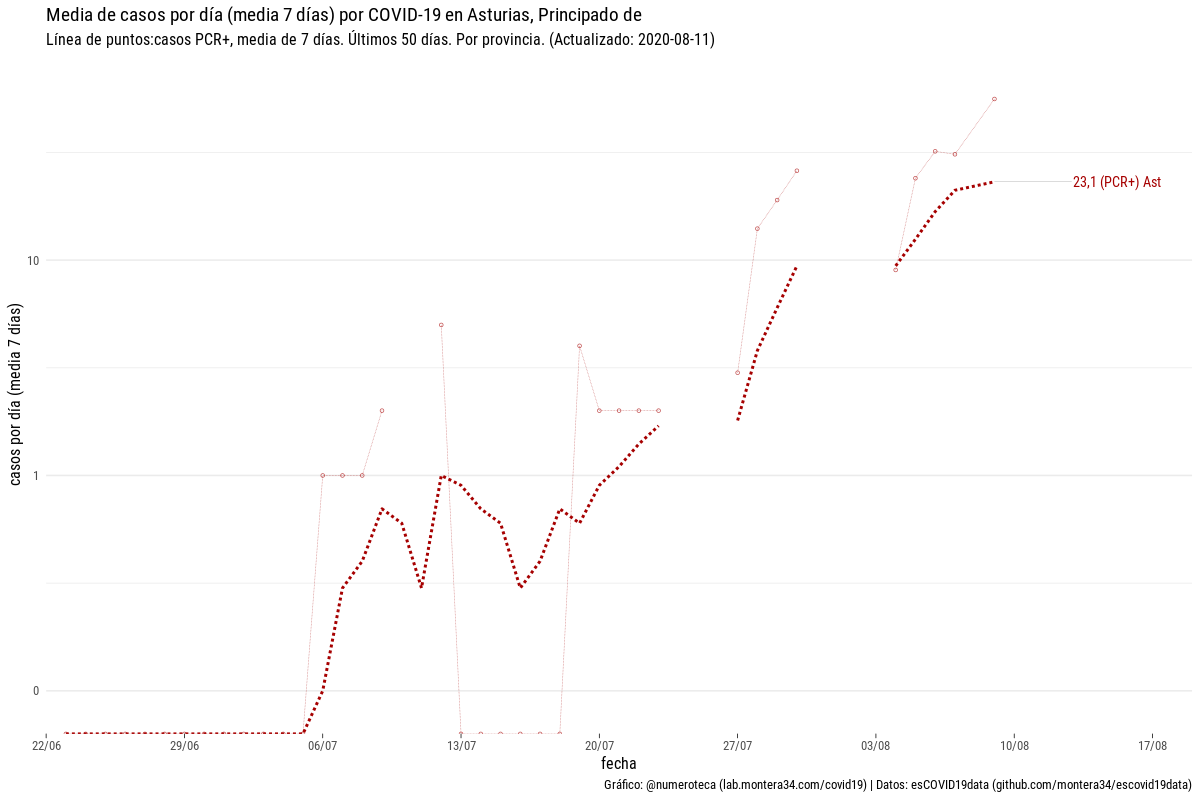 Media de casos por día (media 7 días) por COVID-19 en Asturias, Principado de
Línea de puntos:casos PCR+, media de 7 días. Últimos 50 días. Por provincia. (Actualizado: 2020-08-11)
casos por día (media 7 días)
10
1
0
23,1 (PCR+) Ast
22/06 29/06 6/07 13/07 20/07 27/07 03/08 10/08 17/08
fecha
Gráfico: @numeroteca (lab.montera34.com/covid19) | Datos: esCOVID19data (github.com/montera34/escovid19data)